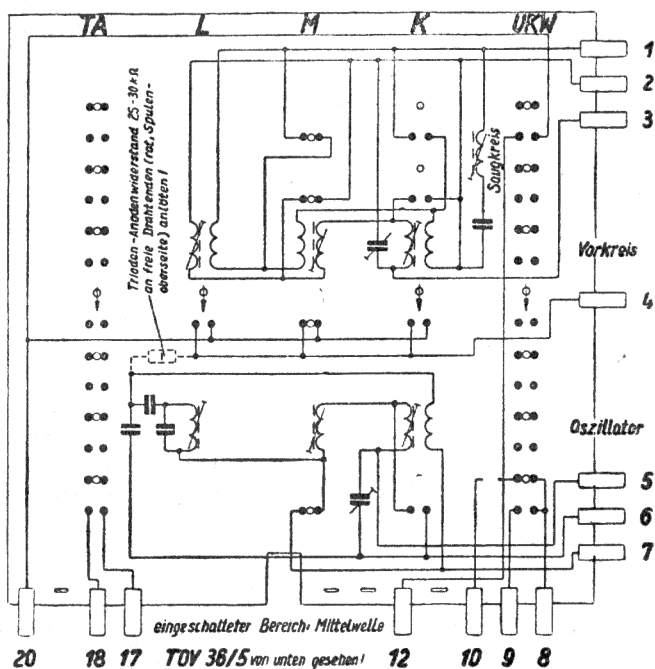 TA L M K UKW
1
2
3
Trioden-Anodenwiderstand 25-30 kΩ
an freie Drahtenden (rot, Spulen-
oberseite) anlöten!
Saugkreis
Vorkreis
4
Oszillator
5
6
7
eingeschalteter Bereich: Mittelwelle
20 18 17 TOV 36/5 von unten gesehen! 12 10 9 8